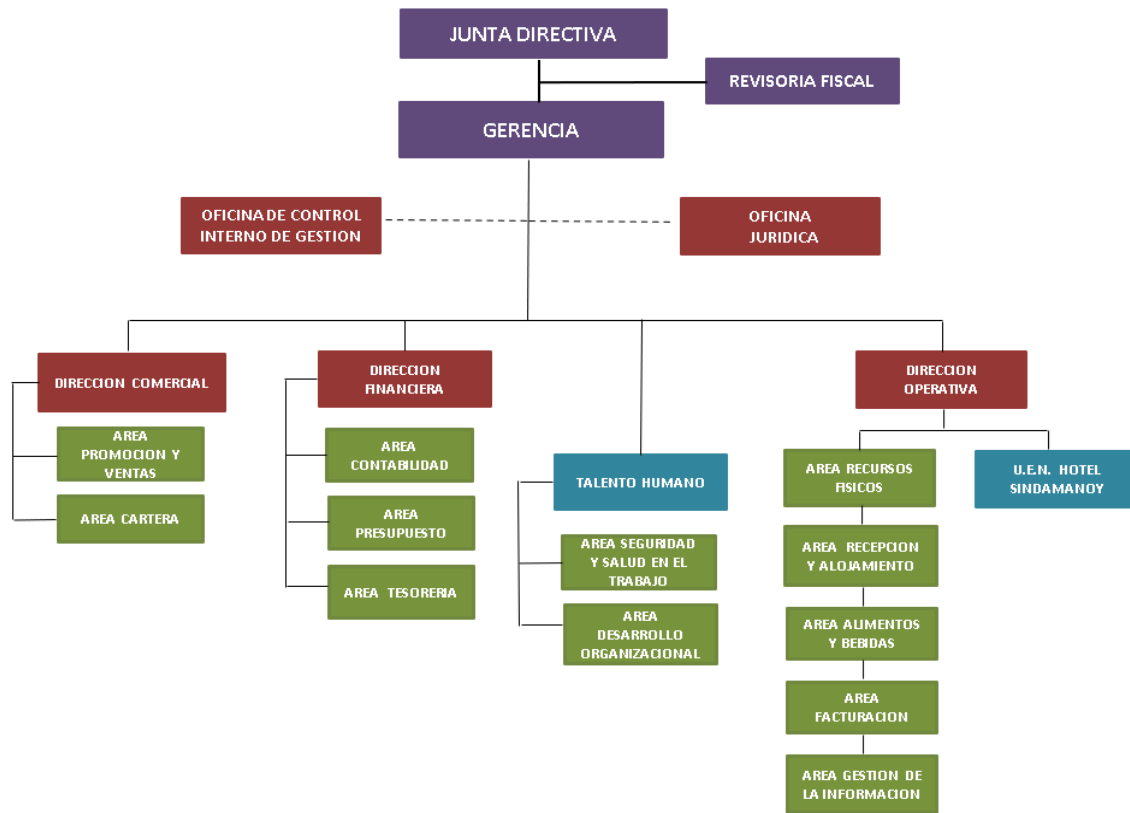 JUNTA DIRECTIVA
REVISORIA FISCAL
GERENCIA
OFICINA DE CONTROL
INTERNO DE GESTION
OFICINA
JURIDICA
DIRECCION COMERCIAL
AREA
PROMOCION Y
VENTAS
AREA CARTERA
DIRECCION
FINANCIERA
AREA
CONTABILIDAD
AREA
PRESUPUESTO
AREA TESORERIA
TALENTO HUMANO
AREA SEGURIDAD
Y SALUD EN EL
TRABAJO
AREA
DESARROLLO
ORGANIZACIONAL
DIRECCION
OPERATIVA
AREA RECURSOS
FISICOS
U.E.N. HOTEL
SINDAMANOY
AREA RECEPCION
Y ALOJAMIENTO
AREA ALIMENTOS
Y BEBIDAS
AREA
FACTURACION
AREA GESTION DE
LA INFORMACION